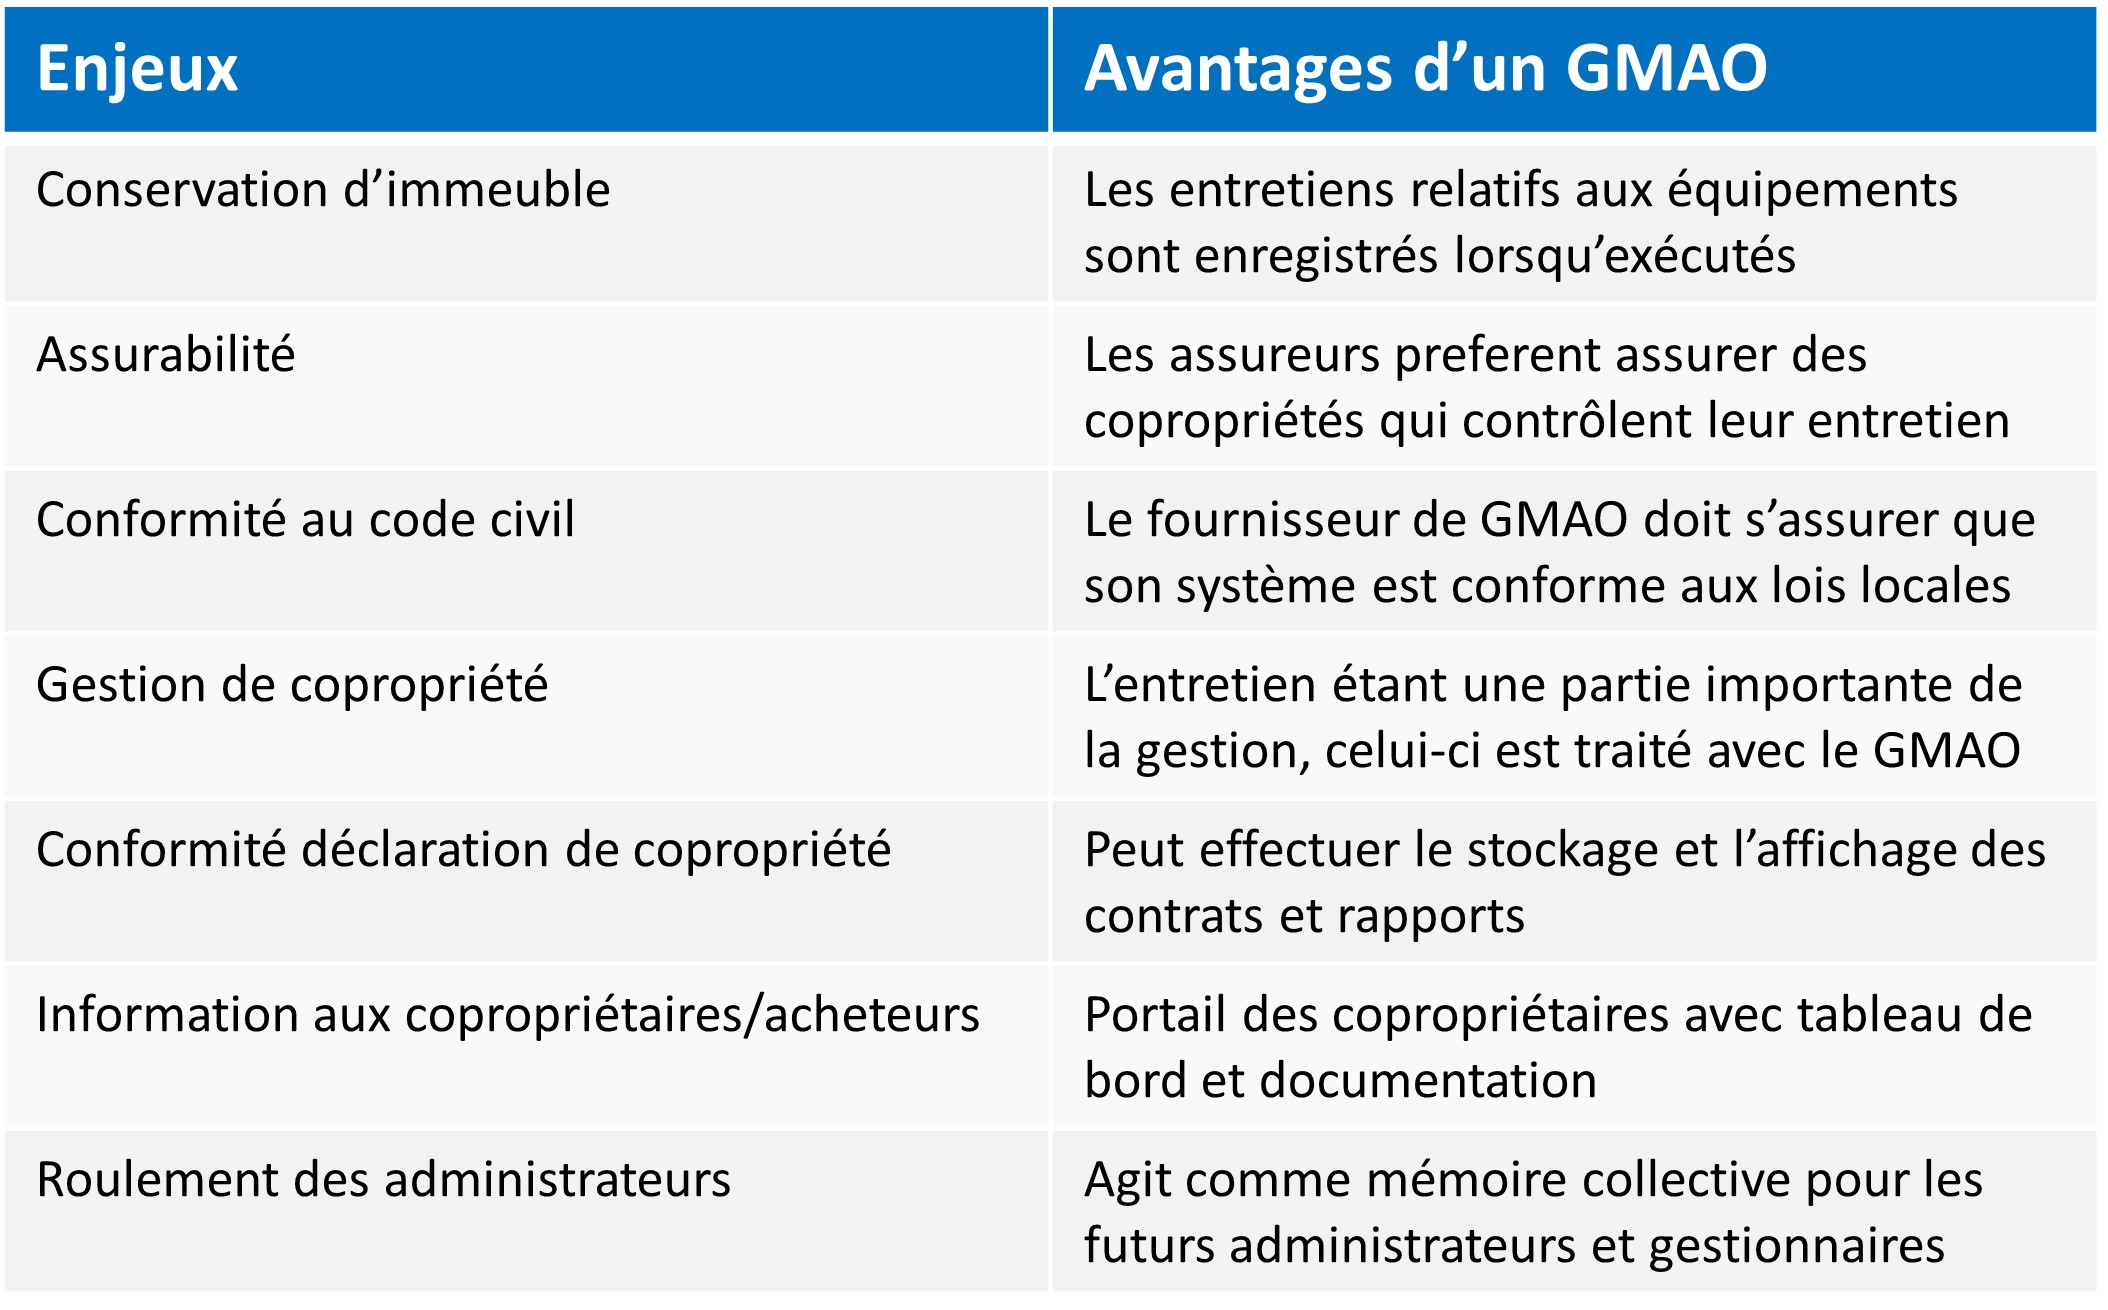 Enjeux
Avantages d’un GMAO
Conservation d’immeuble
Les entretiens relatifs aux équipements
sont enregistrés lorsqu’exécutés
Assurabilité
Les assureurs preferent assurer des
copropriétés qui contrôlent leur entretien
Conformité au code civil
Le fournisseur de GMAO doit s’assurer que
son système est conforme aux lois locales
Gestion de copropriété
L’entretien étant une partie importante de
la gestion, celui-ci est traité avec le GMAO
Conformité déclaration de copropriété
Peut effectuer le stockage et l’affichage des
contrats et rapports
Information aux copropriétaires/acheteurs
Portail des copropriétaires avec tableau de
bord et documentation
Roulement des administrateurs
Agit comme mémoire collective pour les
futurs administrateurs et gestionnaires